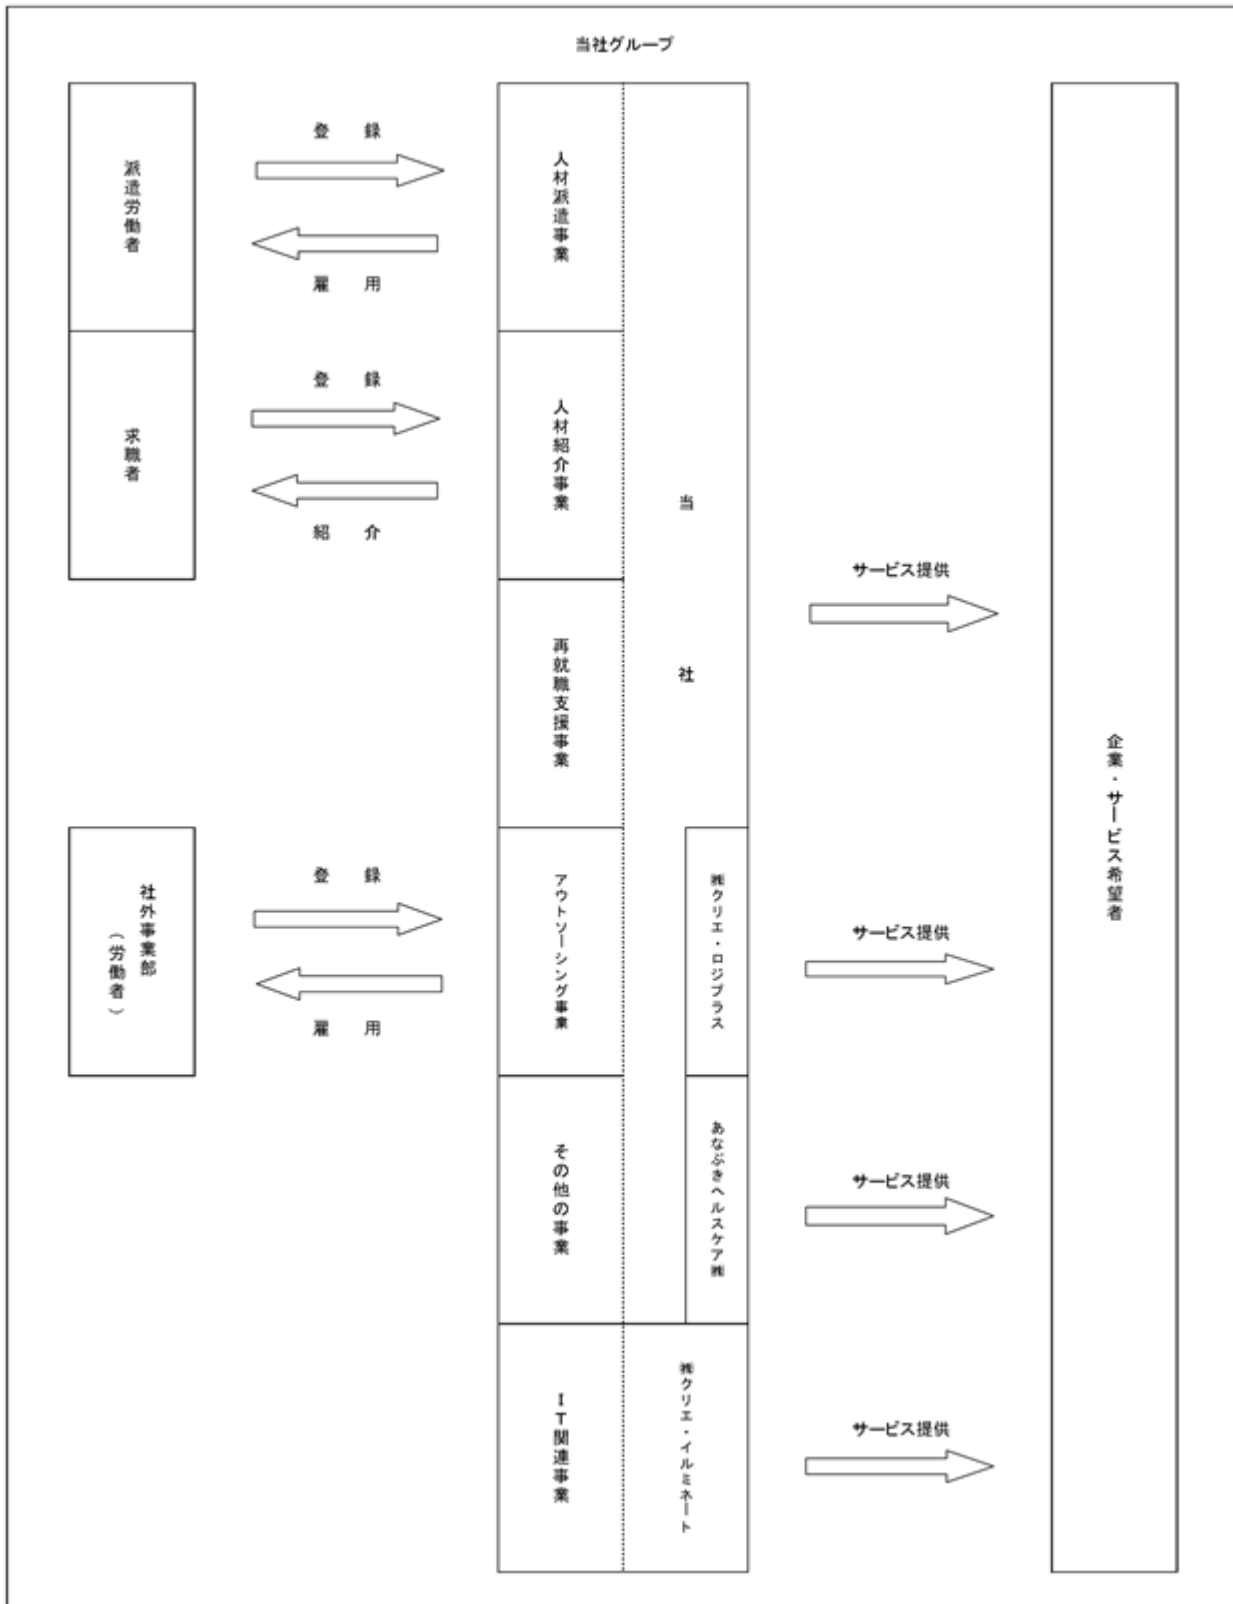 当社グループ
派遣労働者
登録
雇用
人材派遣事業
求職者
登録
紹介
人材紹介事業
再就職支援事業
当社
サービス提供
社外事業部
（労働者）
登録
雇用
アウトソーシング事業
㈱クリエ・ロジプラス
サービス提供
その他の事業
あなぶきヘルスケア㈱
サービス提供
ＩＴ関連事業
㈱クリエ・イルミネート
サービス提供
企業・サービス希望者